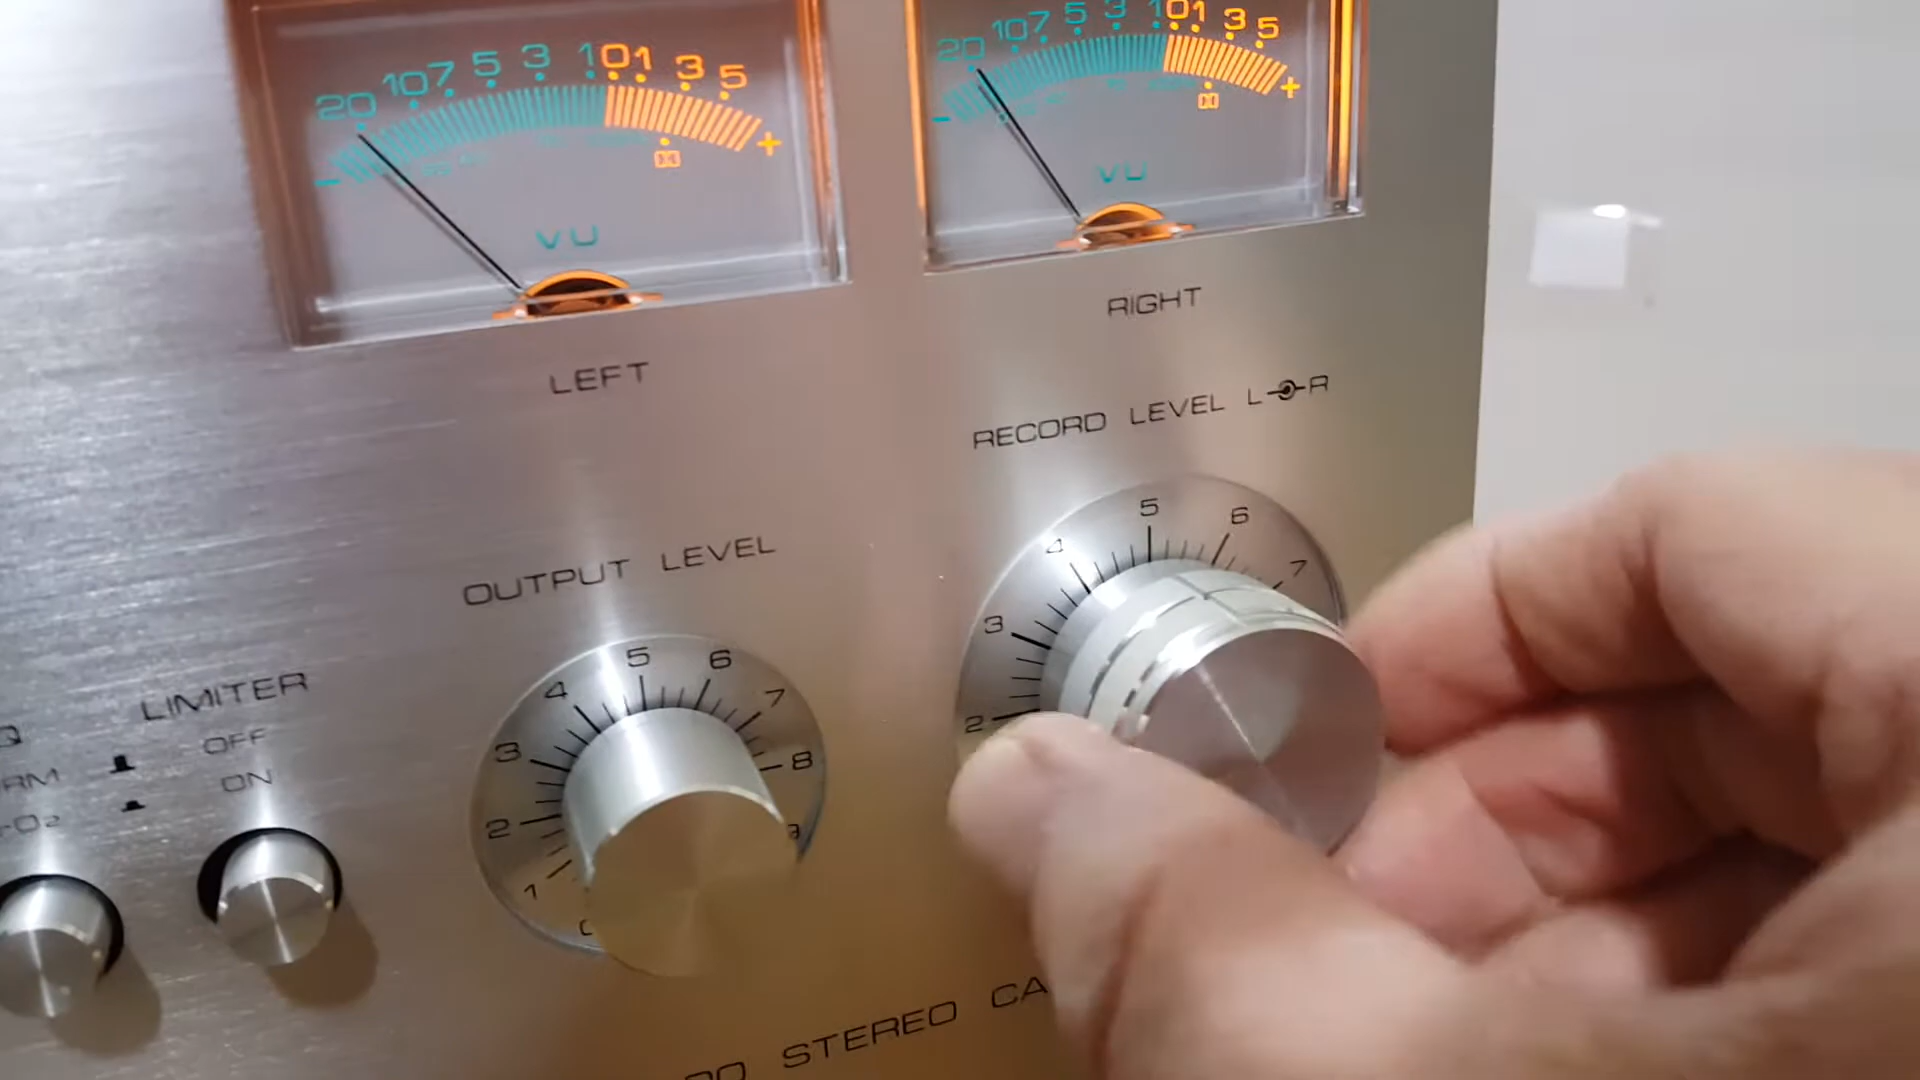 20 10 7 5 3 1 0 1 3 5
- +
VU
LEFT
20 10 7 5 3 1 0 1 3 5
- +
VU
RIGHT
RECORD LEVEL L R
2 3 4 5 6 7
OUTPUT LEVEL
0 1 2 3 4 5 6 7 8 9
LIMITER
OFF
ON
STEREO